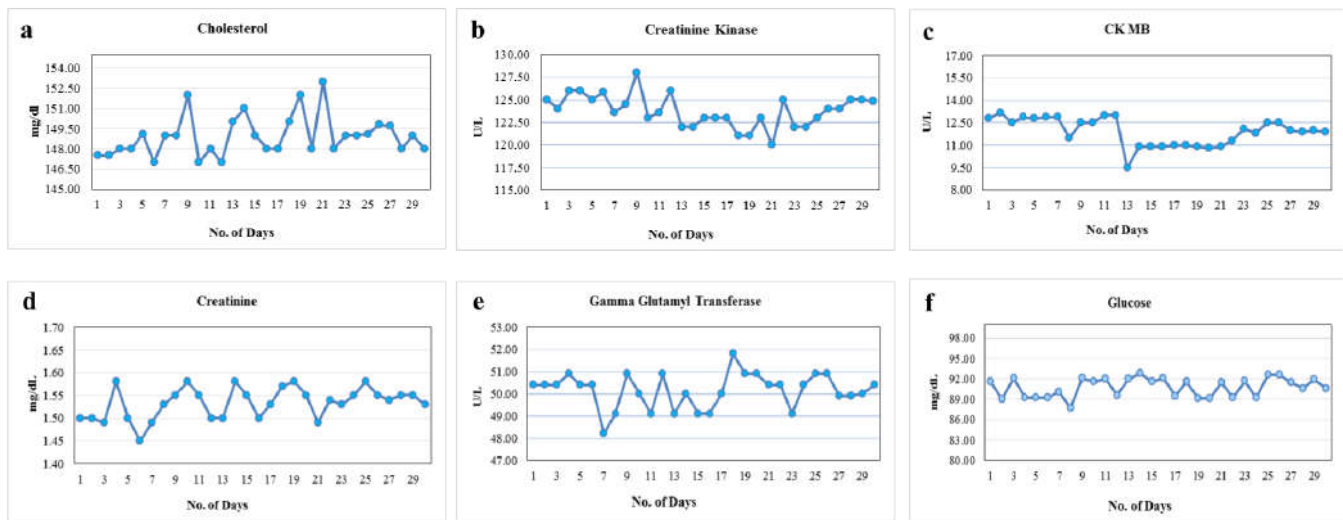 a
Cholesterol
154.00
152.50
151.00
149.50
148.00
146.50
145.00
mg/dl
1 3 5 7 9 11 13 15 17 19 21 23 25 27 29
No. of Days
b
Creatinine Kinase
130.00
127.50
125.00
122.50
120.00
117.50
115.00
U/L
1 3 5 7 9 11 13 15 17 19 21 23 25 27 29
No. of Days
c
CK MB
17.00
15.50
14.00
12.50
11.00
9.50
8.00
U/L
1 3 5 7 9 11 13 15 17 19 21 23 25 27 29
No. of Days
d
Creatinine
1.70
1.65
1.60
1.55
1.50
1.45
1.40
mg/dL
1 3 5 7 9 11 13 15 17 19 21 23 25 27 29
No. of Days
e
Gamma Glutamyl Transferase
53.00
52.00
51.00
50.00
49.00
48.00
47.00
U/L
1 3 5 7 9 11 13 15 17 19 21 23 25 27 29
No. of Days
f
Glucose
98.00
95.00
92.00
89.00
86.00
83.00
80.00
mg/dL
1 3 5 7 9 11 13 15 17 19 21 23 25 27 29
No. of Days